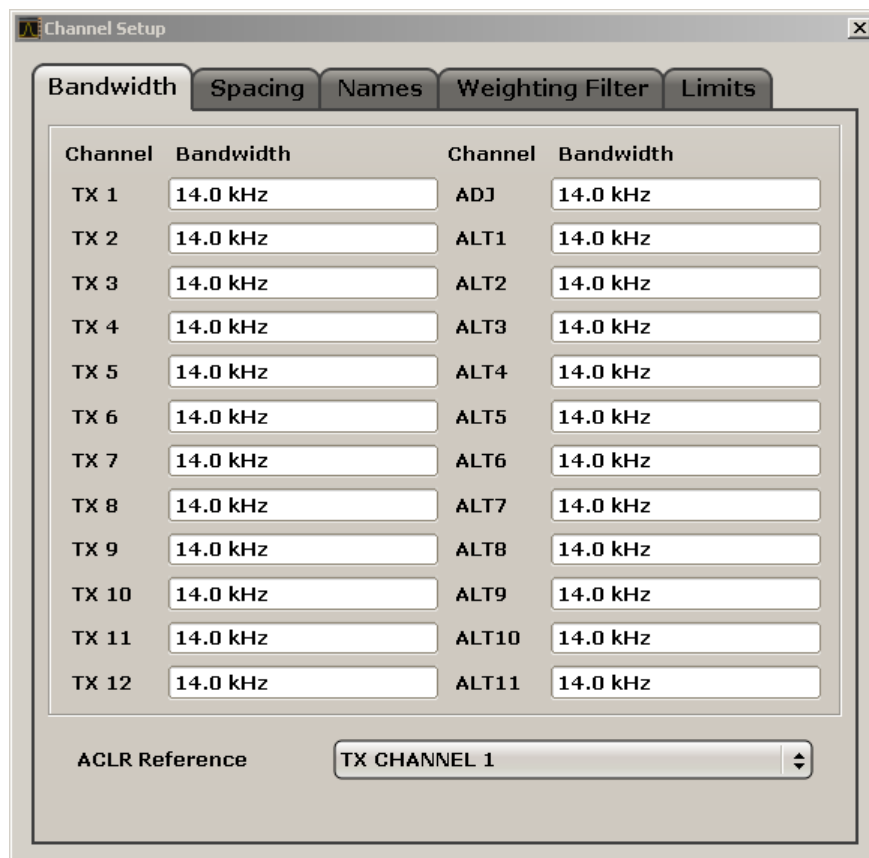 Channel Setup
Bandwidth Spacing Names Weighting Filter Limits
Channel Bandwidth Channel Bandwidth
TX 1 14.0 kHz ADJ 14.0 kHz
TX 2 14.0 kHz ALT1 14.0 kHz
TX 3 14.0 kHz ALT2 14.0 kHz
TX 4 14.0 kHz ALT3 14.0 kHz
TX 5 14.0 kHz ALT4 14.0 kHz
TX 6 14.0 kHz ALT5 14.0 kHz
TX 7 14.0 kHz ALT6 14.0 kHz
TX 8 14.0 kHz ALT7 14.0 kHz
TX 9 14.0 kHz ALT8 14.0 kHz
TX 10 14.0 kHz ALT9 14.0 kHz
TX 11 14.0 kHz ALT10 14.0 kHz
TX 12 14.0 kHz ALT11 14.0 kHz
ACLR Reference TX CHANNEL 1